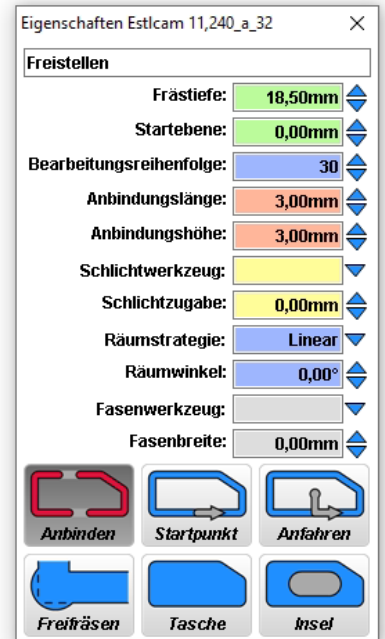 Eigenschaften Estlcam 11,240_a_32
Freistellen
Frästiefe: 18,50mm
Startebene: 0,00mm
Bearbeitungsreihenfolge: 30
Anbindungslänge: 3,00mm
Anbindungshöhe: 3,00mm
Schlichtwerkzeug:
Schlichtzugabe: 0,00mm
Räumstrategie: Linear
Räumwinkel: 0,00°
Fasenwerkzeug:
Fasenbreite: 0,00mm
Anbinden Startpunkt Anfahren
Freifräsen Tasche Insel